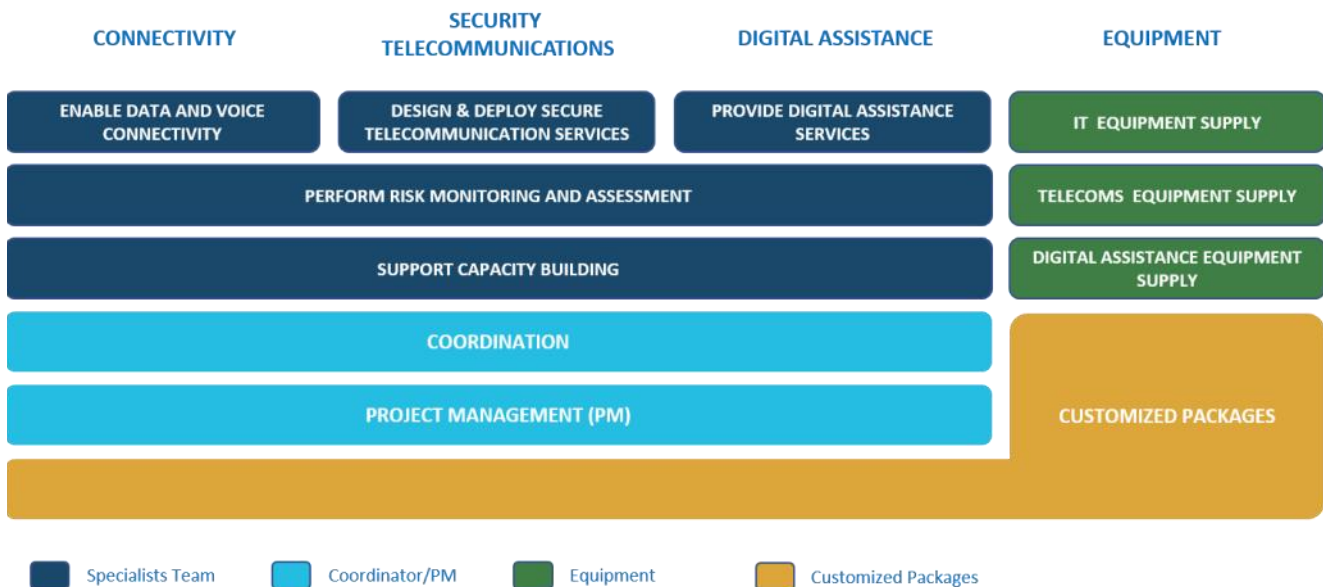 CONNECTIVITY
SECURITY
TELECOMMUNICATIONS
DIGITAL ASSISTANCE
EQUIPMENT
ENABLE DATA AND VOICE
CONNECTIVITY
DESIGN & DEPLOY SECURE
TELECOMMUNICATION SERVICES
PROVIDE DIGITAL ASSISTANCE
SERVICES
IT EQUIPMENT SUPPLY
PERFORM RISK MONITORING AND ASSESSMENT
TELECOMS EQUIPMENT SUPPLY
SUPPORT CAPACITY BUILDING
DIGITAL ASSISTANCE EQUIPMENT
SUPPLY
COORDINATION
PROJECT MANAGEMENT (PM)
CUSTOMIZED PACKAGES
Specialists Team
Coordinator/PM
Equipment
Customized Packages